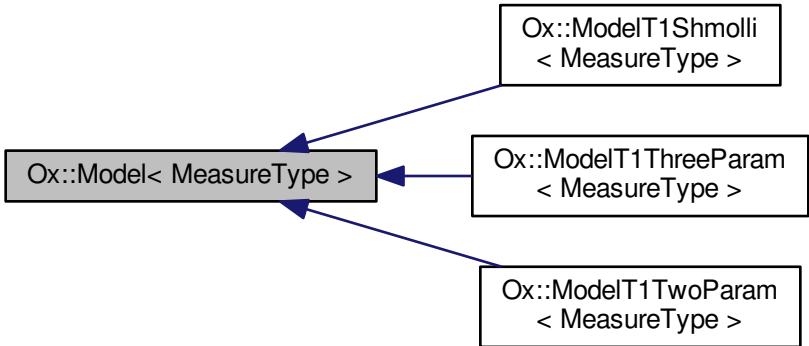 Ox::ModelT1Shmolli
< MeasureType >
Ox::Model< MeasureType >
Ox::ModelT1ThreeParam
< MeasureType >
Ox::ModelT1TwoParam
< MeasureType >